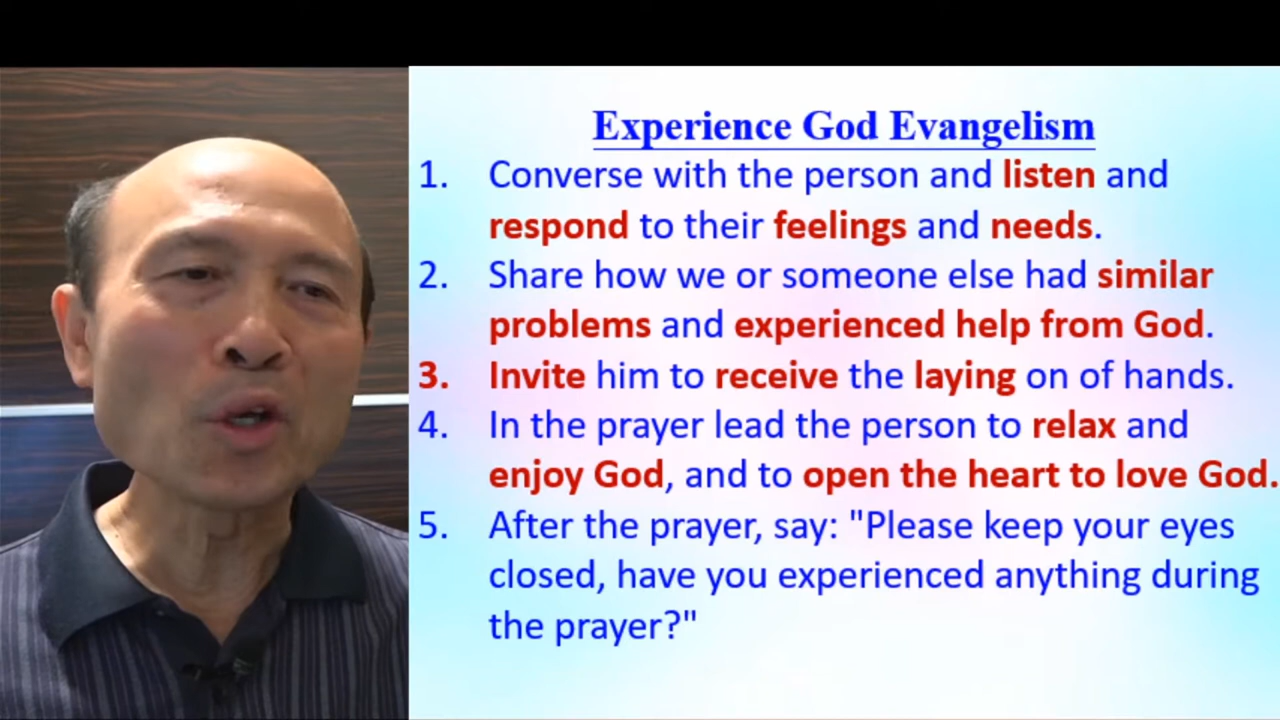 Experience God Evangelism
1. Converse with the person and listen and
respond to their feelings and needs.
2. Share how we or someone else had similar
problems and experienced help from God.
3. Invite him to receive the laying on of hands.
4. In the prayer lead the person to relax and
enjoy God, and to open the heart to love God.
5. After the prayer, say: "Please keep your eyes
closed, have you experienced anything during
the prayer?"